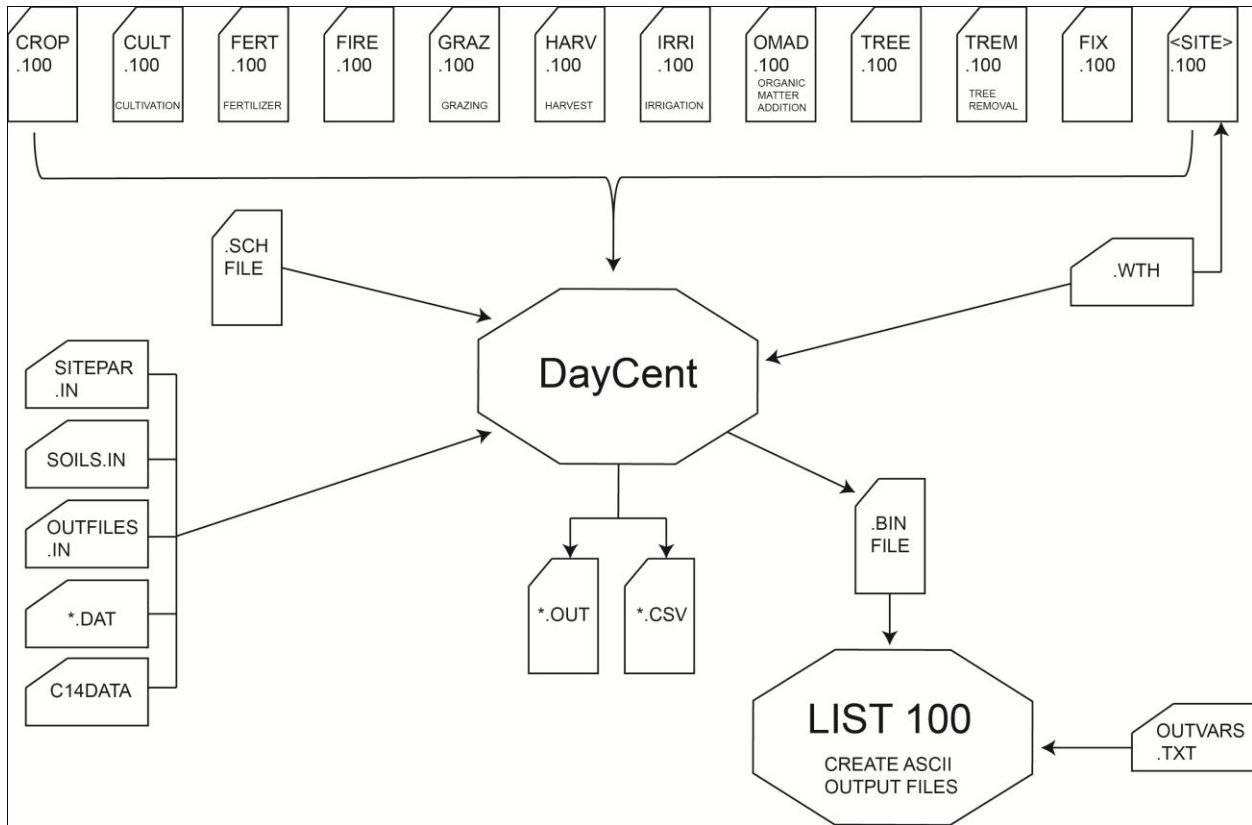 CROP
.100
CULT
.100
CULTIVATION
FERT
.100
FERTILIZER
FIRE
.100
GRAZ
.100
GRAZING
HARV
.100
HARVEST
IRRI
.100
IRRIGATION
OMAD
.100
ORGANIC
MATTER
ADDITION
TREE
.100
TREM
.100
TREE
REMOVAL
FIX
.100
<SITE>
.100
.SCH
FILE
.WTH
DayCent
SITEPAR
.IN
SOILS.IN
OUTFILES
.IN
*.DAT
C14DATA
*.OUT
*.CSV
.BIN
FILE
LIST 100
CREATE ASCII
OUTPUT FILES
OUTVARS
.TXT